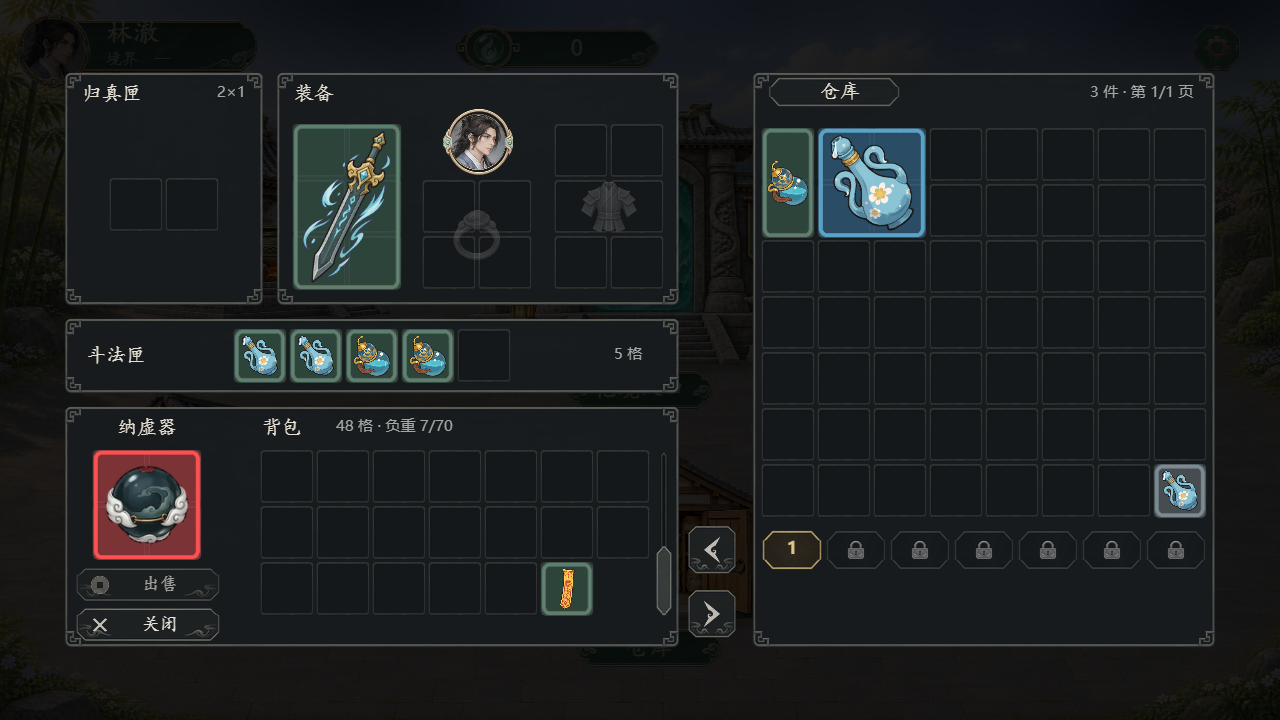 林澈
境界 一
0
归真匣 2×1
装备
仓库 3 件 · 第 1/1 页
斗法匣 5 格
纳虚器
背包 48 格 · 负重 7/70
出售
关闭
1